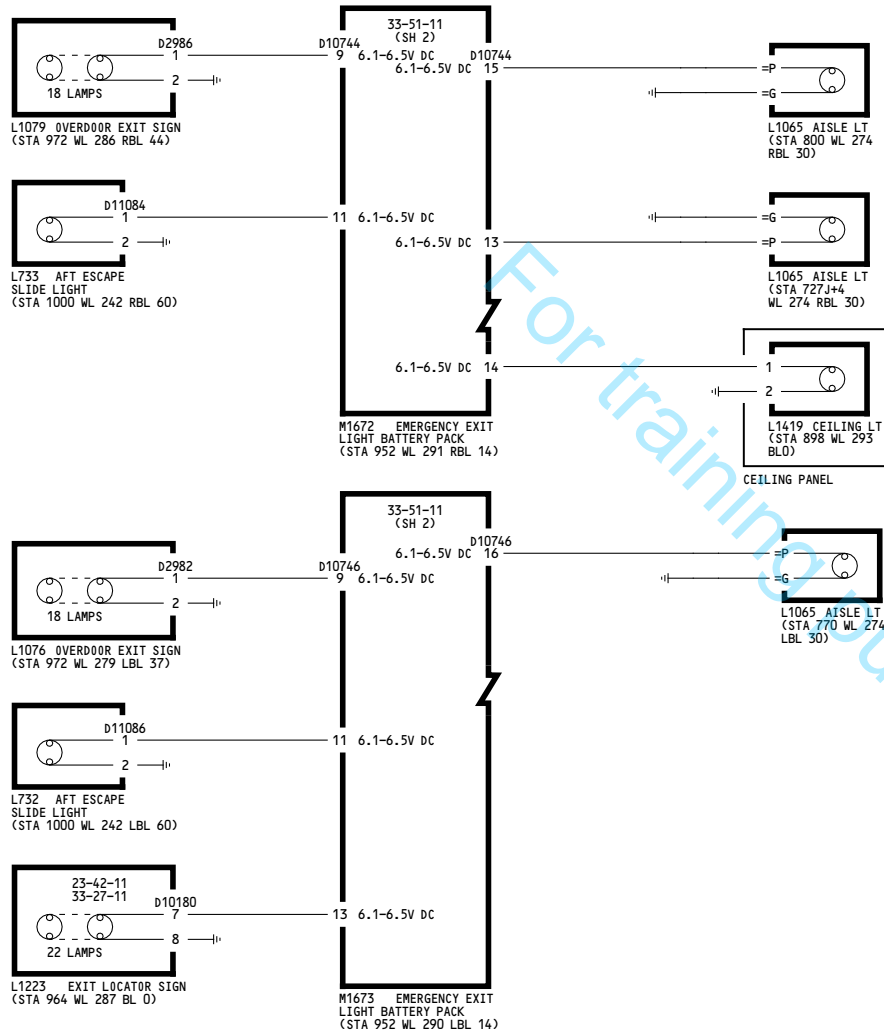 33-51-11
(SH 2)
D2986
1
2
18 LAMPS
L1079 OVERDOOR EXIT SIGN
(STA 972 WL 286 RBL 44)
D10744
9 6.1-6.5V DC
D10744
6.1-6.5V DC 15
=P
=G
L1065 AISLE LT
(STA 800 WL 274
RBL 30)
D11084
1
2
L733 AFT ESCAPE
SLIDE LIGHT
(STA 1000 WL 242 RBL 60)
11 6.1-6.5V DC
6.1-6.5V DC 13
=G
=P
L1065 AISLE LT
(STA 727J+4
WL 274 RBL 30)
6.1-6.5V DC 14
1
2
L1419 CEILING LT
(STA 898 WL 293
BL0)
CEILING PANEL
M1672 EMERGENCY EXIT
LIGHT BATTERY PACK
(STA 952 WL 291 RBL 14)
33-51-11
(SH 2)
D2982
1
2
18 LAMPS
L1076 OVERDOOR EXIT SIGN
(STA 972 WL 279 LBL 37)
D10746
9 6.1-6.5V DC
D10746
6.1-6.5V DC 16
=P
=G
L1065 AISLE LT
(STA 770 WL 274
LBL 30)
D11086
1
2
L732 AFT ESCAPE
SLIDE LIGHT
(STA 1000 WL 242 LBL 60)
11 6.1-6.5V DC
23-42-11
33-27-11
D10180
7
8
22 LAMPS
L1223 EXIT LOCATOR SIGN
(STA 964 WL 287 BL 0)
13 6.1-6.5V DC
M1673 EMERGENCY EXIT
LIGHT BATTERY PACK
(STA 952 WL 290 LBL 14)
For training